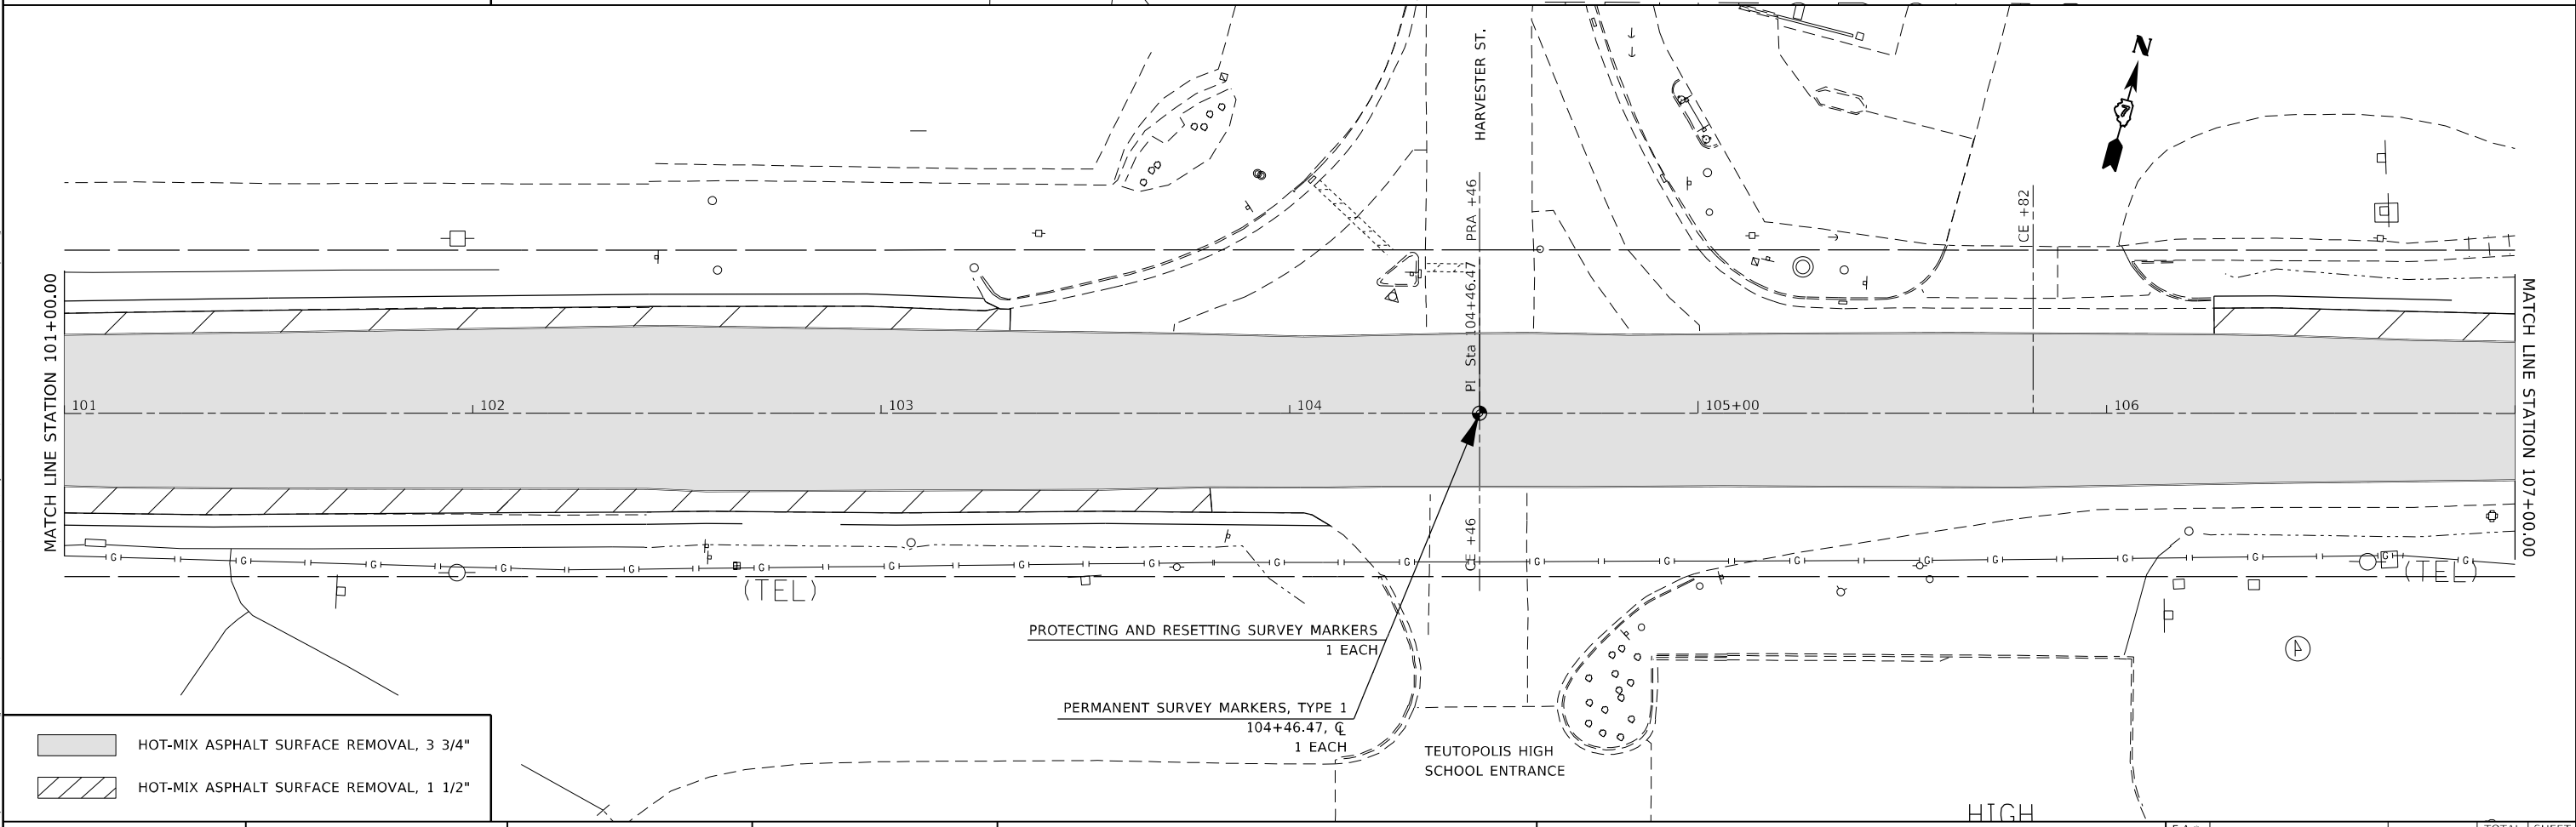 N
7
HARVESTER ST.
PRA +46
PI Sta 104+46.47
CE +82
MATCH LINE STATION 101+00.00
MATCH LINE STATION 107+00.00
101
102
103
104
105+00
106
CE +46
G G G G G G G G G G G G G G G G G G G
(TEL)
(TEL)
PROTECTING AND RESETTING SURVEY MARKERS
1 EACH
PERMANENT SURVEY MARKERS, TYPE 1
104+46.47, ℄
1 EACH
TEUTOPOLIS HIGH
SCHOOL ENTRANCE
HOT-MIX ASPHALT SURFACE REMOVAL, 3 3/4"
HOT-MIX ASPHALT SURFACE REMOVAL, 1 1/2"
HIGH
TOTAL
SHEET